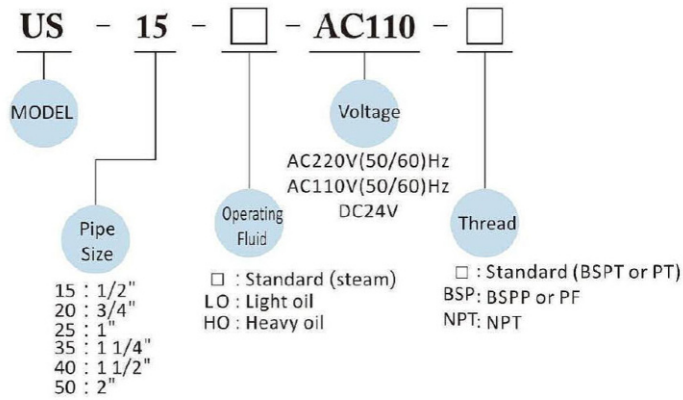 US - 15 - □ - AC110 - □
MODEL
Voltage
AC220V(50/60)Hz
AC110V(50/60)Hz
DC24V
Pipe
Size
15 : 1/2"
20 : 3/4"
25 : 1"
35 : 1 1/4"
40 : 1 1/2"
50 : 2"
Operating
Fluid
□ : Standard (steam)
LO : Light oil
HO : Heavy oil
Thread
□ : Standard (BSPT or PT)
BSP: BSPP or PF
NPT: NPT